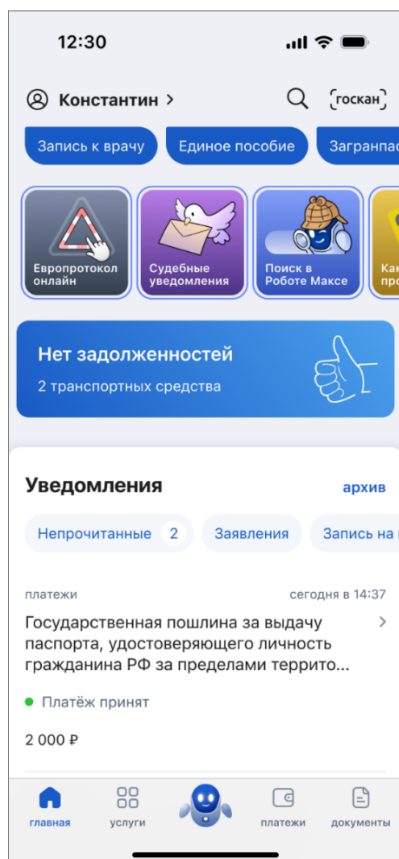 12:30
Константин >
госкан
Запись к врачу
Единое пособие
Загранпас
Европротокол
онлайн
Судебные
уведомления
Поиск в
Роботе Максе
Как
про
Нет задолженностей
2 транспортных средства
Уведомления
архив
Непрочитанные 2
Заявления
Запись на
платежи
сегодня в 14:37
Государственная пошлина за выдачу
паспорта, удостоверяющего личность
гражданина РФ за пределами террито...
Платёж принят
2 000 ₽
главная
услуги
платежи
документы